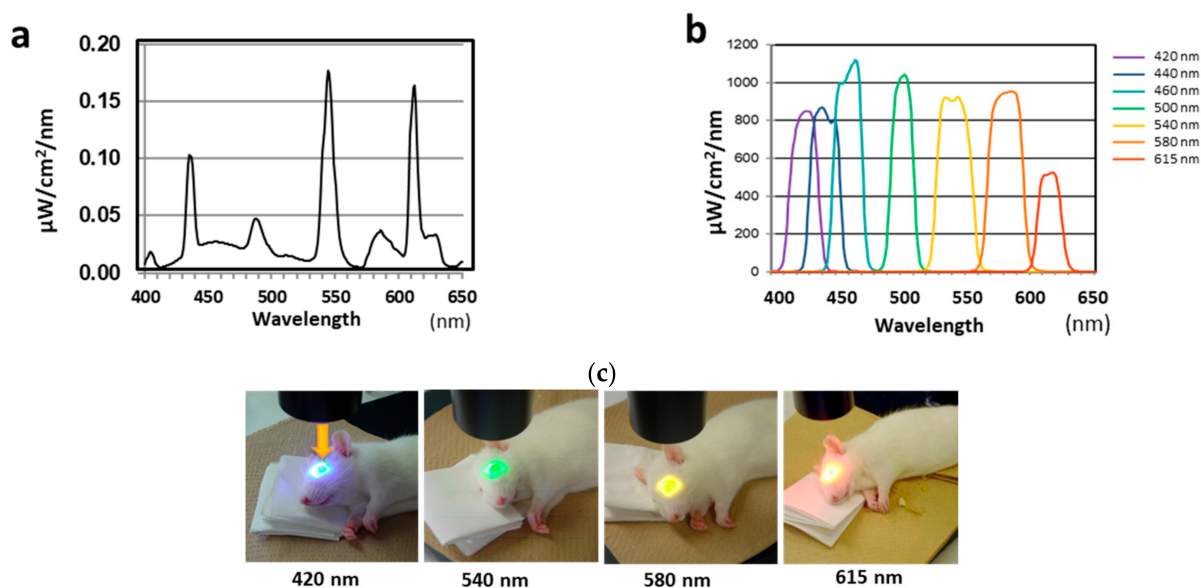 a
µW/cm²/nm
0.20
0.15
0.10
0.05
0.00
400 450 500 550 600 650
Wavelength (nm)
b
µW/cm²/nm
1200
1000
800
600
400
200
0
400 450 500 550 600 650
Wavelength (nm)
420 nm
440 nm
460 nm
500 nm
540 nm
580 nm
615 nm
(c)
420 nm 540 nm 580 nm 615 nm